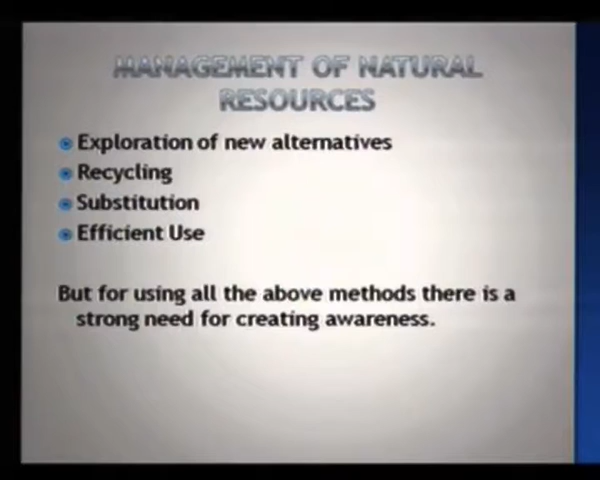 MANAGEMENT OF NATURAL
RESOURCES
Exploration of new alternatives
Recycling
Substitution
Efficient Use
But for using all the above methods there is a
strong need for creating awareness.